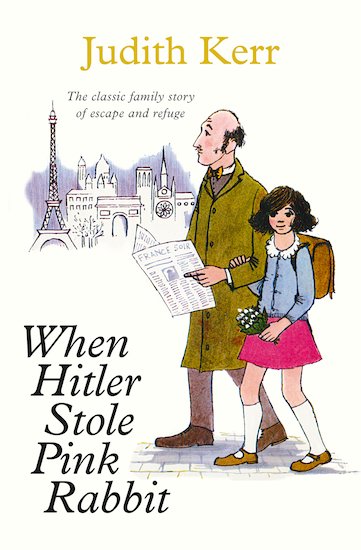 Judith Kerr
The classic family story
of escape and refuge
FRANCE SOIR
When
Hitler
Stole
Pink
Rabbit